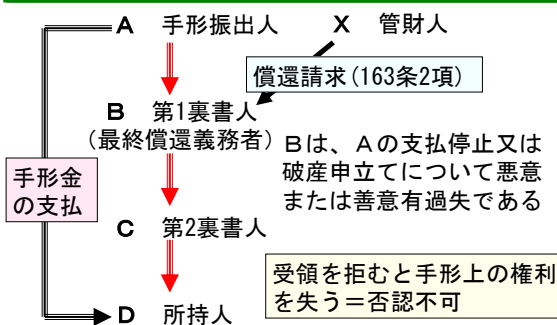 A 手形振出人 X 管財人
償還請求(163条2項)
B 第1裏書人
(最終償還義務者)
Bは、Aの支払停止又は
破産申立てについて悪意
または善意有過失である
手形金
の支払
C 第2裏書人
受領を拒むと手形上の権利
を失う＝否認不可
D 所持人